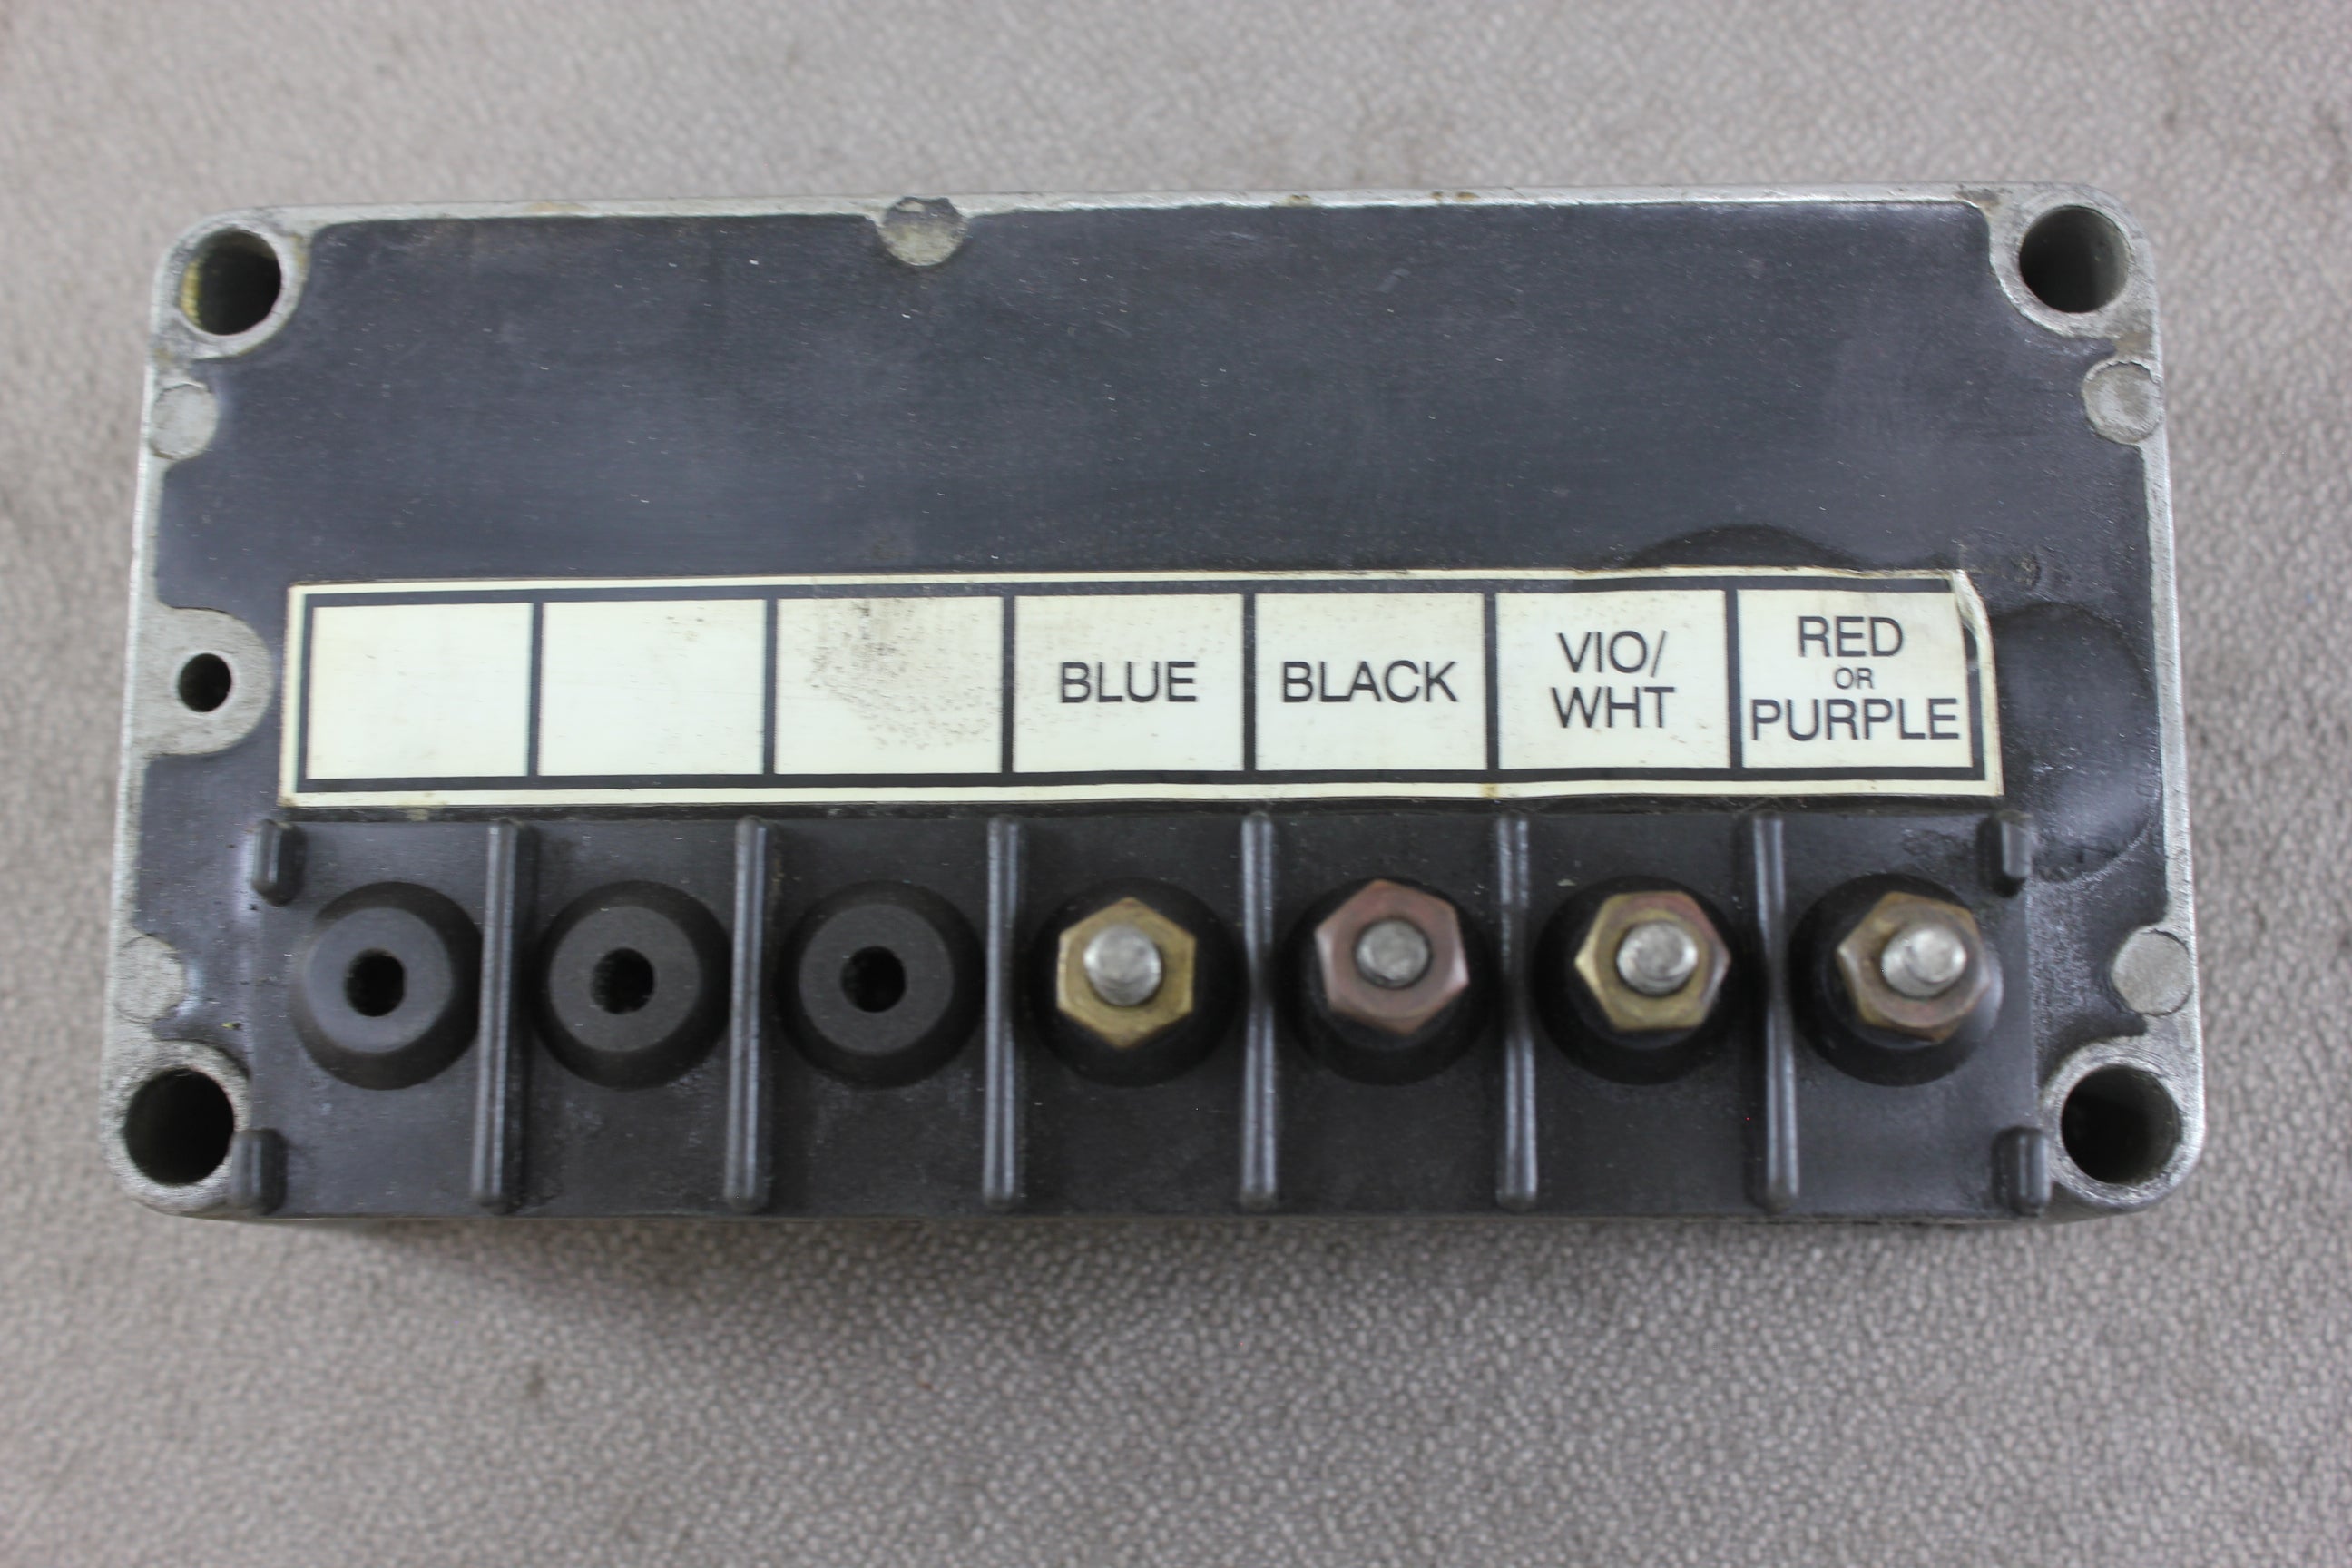 BLUE
BLACK
VIO/
WHT
RED
OR
PURPLE